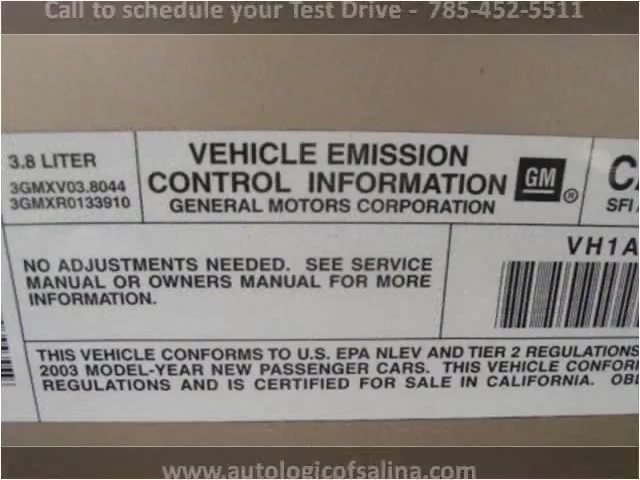 Call to schedule your Test Drive - 785-452-5511
3.8 LITER
3GMXV03.8044
3GMXR0133910
VEHICLE EMISSION
CONTROL INFORMATION
GENERAL MOTORS CORPORATION
GM
®
SFI
VH1A
NO ADJUSTMENTS NEEDED. SEE SERVICE
MANUAL OR OWNERS MANUAL FOR MORE
INFORMATION.
THIS VEHICLE CONFORMS TO U.S. EPA NLEV AND TIER 2 REGULATIONS
2003 MODEL-YEAR NEW PASSENGER CARS. THIS VEHICLE CONFOR
REGULATIONS AND IS CERTIFIED FOR SALE IN CALIFORNIA. OB
www.autologicofsalina.com